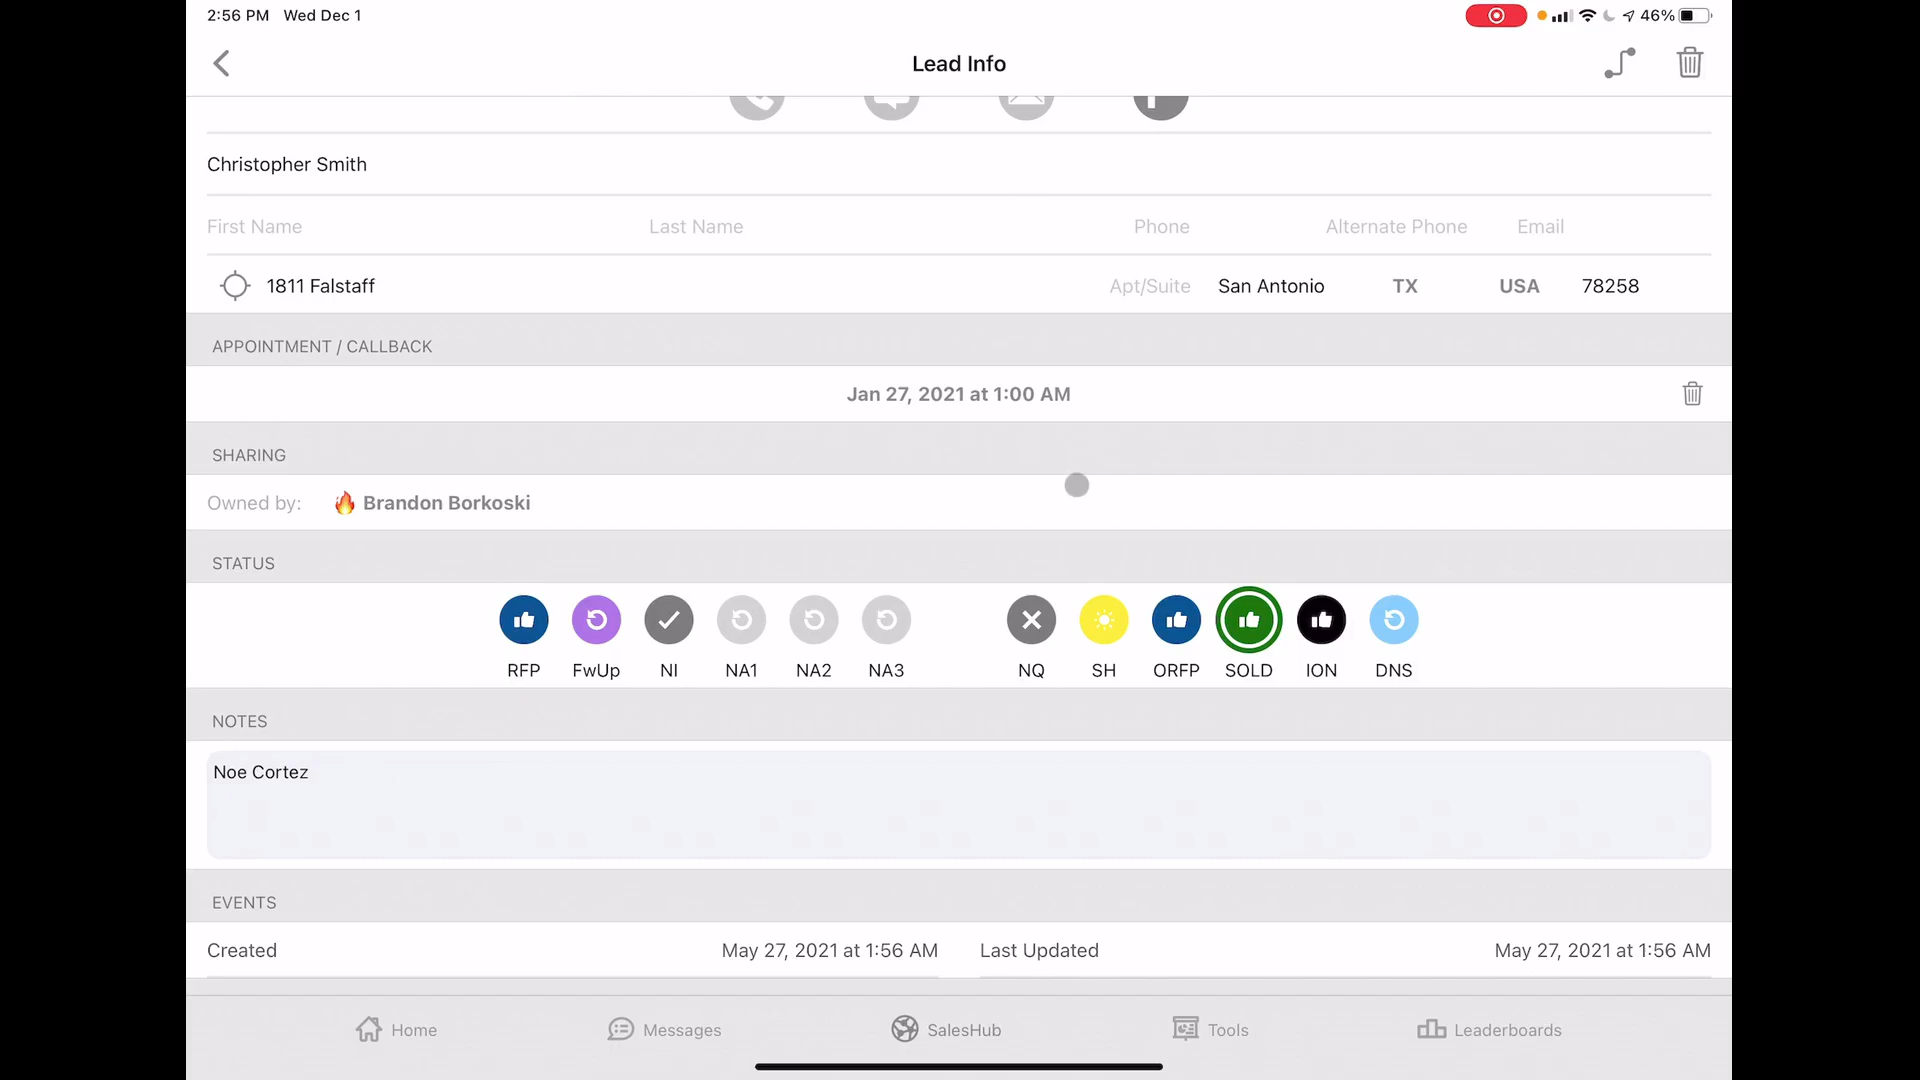 2:56 PM Wed Dec 1
46%
Lead Info
Christopher Smith
First Name Last Name Phone Alternate Phone Email
1811 Falstaff Apt/Suite San Antonio TX USA 78258
APPOINTMENT / CALLBACK
Jan 27, 2021 at 1:00 AM
SHARING
Owned by: 🔥 Brandon Borkoski
STATUS
RFP FwUp NI NA1 NA2 NA3 NQ SH ORFP SOLD ION DNS
NOTES
Noe Cortez
EVENTS
Created May 27, 2021 at 1:56 AM Last Updated May 27, 2021 at 1:56 AM
Home Messages SalesHub Tools Leaderboards